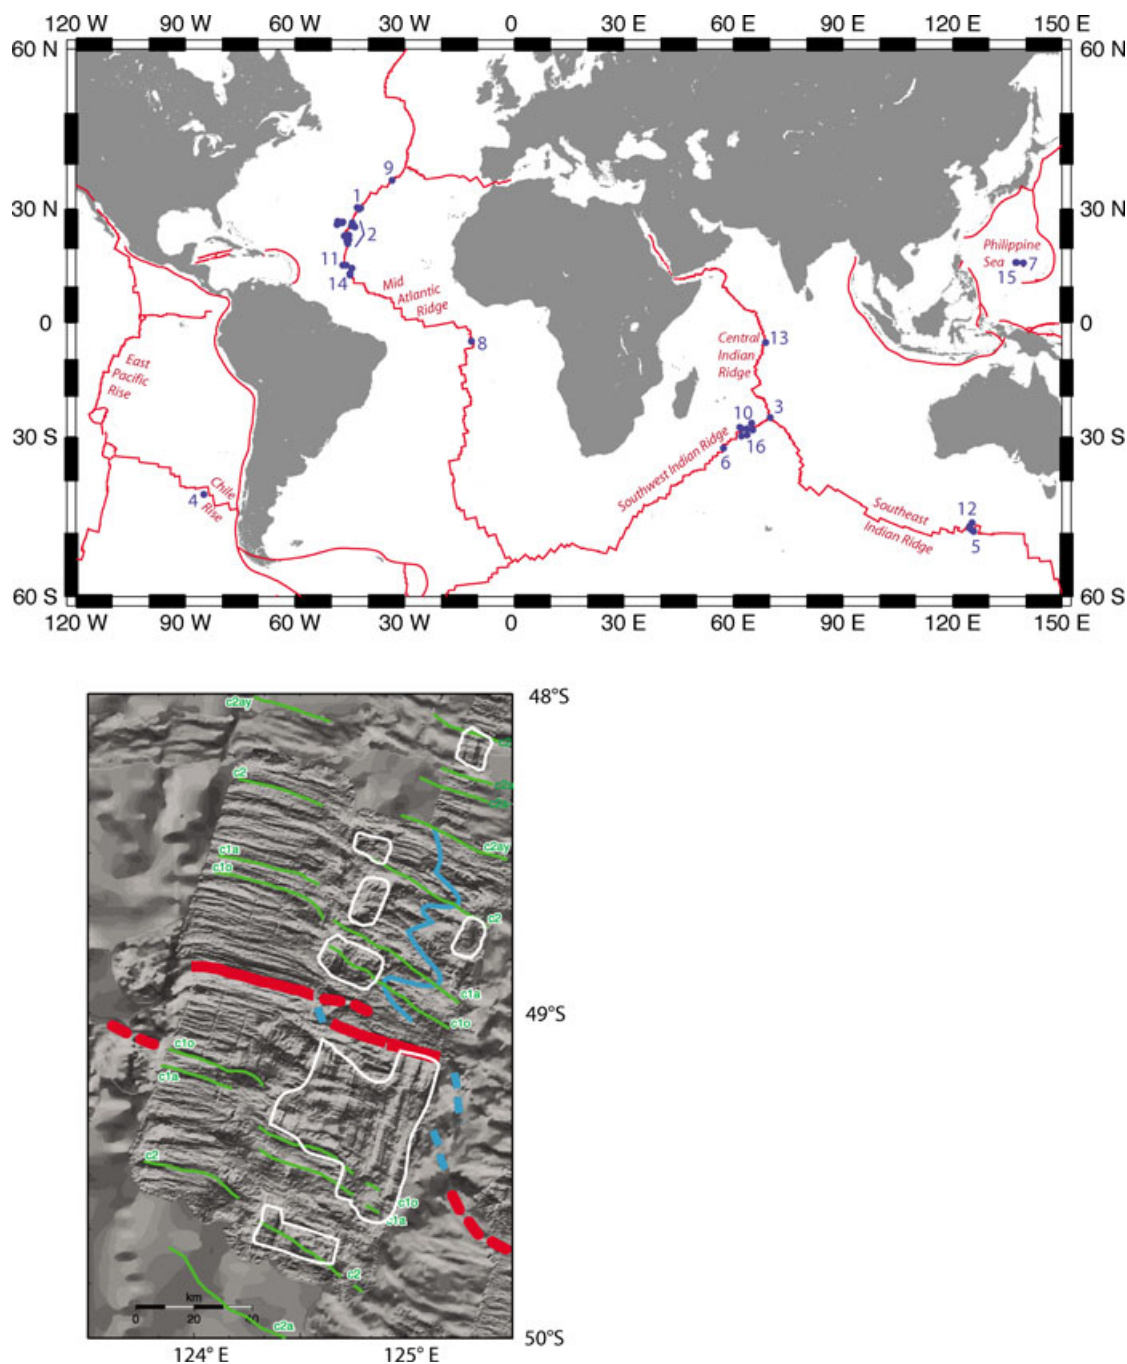 120 W 90 W 60 W 30 W 0 30 E 60 E 90 E 120 E 150 E
60 N 60 N
9
1
30 N 30 N
2
Philippine
Sea
7
15
11
14
Mid
Atlantic
Ridge
0 0
8
Central
Indian
Ridge
13
East
Pacific
Rise
3
10
30 S 30 S
16
6
Southwest Indian Ridge
Chile
Rise
4
12
Southeast
Indian Ridge
5
60 S 60 S
120 W 90 W 60 W 30 W 0 30 E 60 E 90 E 120 E 150 E
48°S
c2ay
c2
c2ay
c1a
c1o
c2
c1a
49°S
c1o
c1o
c1a
c2
c1o
c1a
c2
km
0 20 40
c2a
50°S
124° E 125° E